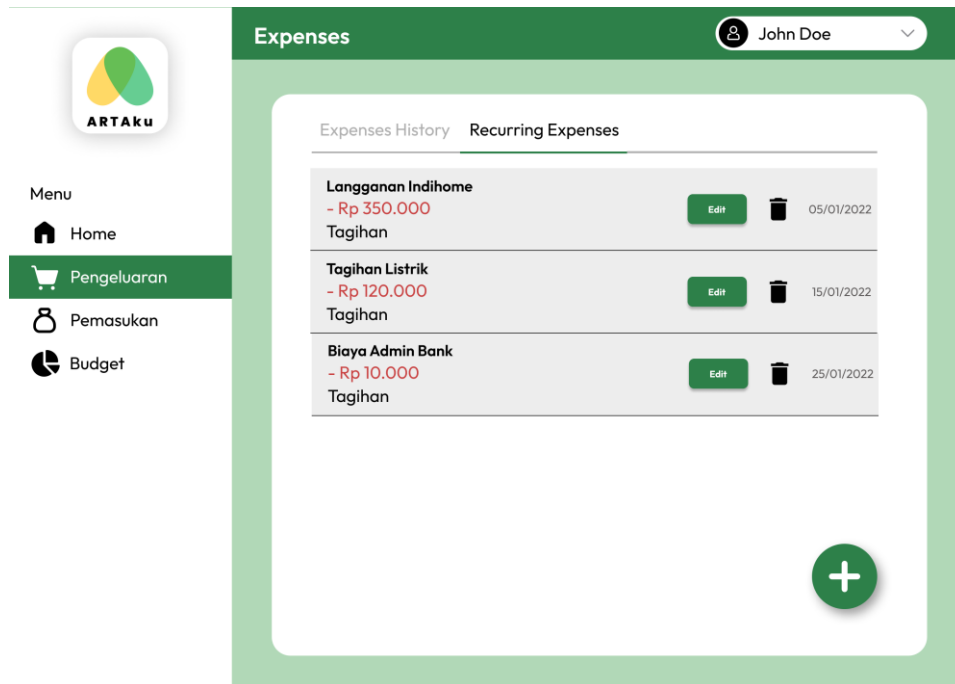 Expenses
John Doe
ARTAku
Menu
Home
Pengeluaran
Pemasukan
Budget
Expenses History Recurring Expenses
Langganan Indihome
- Rp 350.000
Tagihan
Edit
05/01/2022
Tagihan Listrik
- Rp 120.000
Tagihan
Edit
15/01/2022
Biaya Admin Bank
- Rp 10.000
Tagihan
Edit
25/01/2022